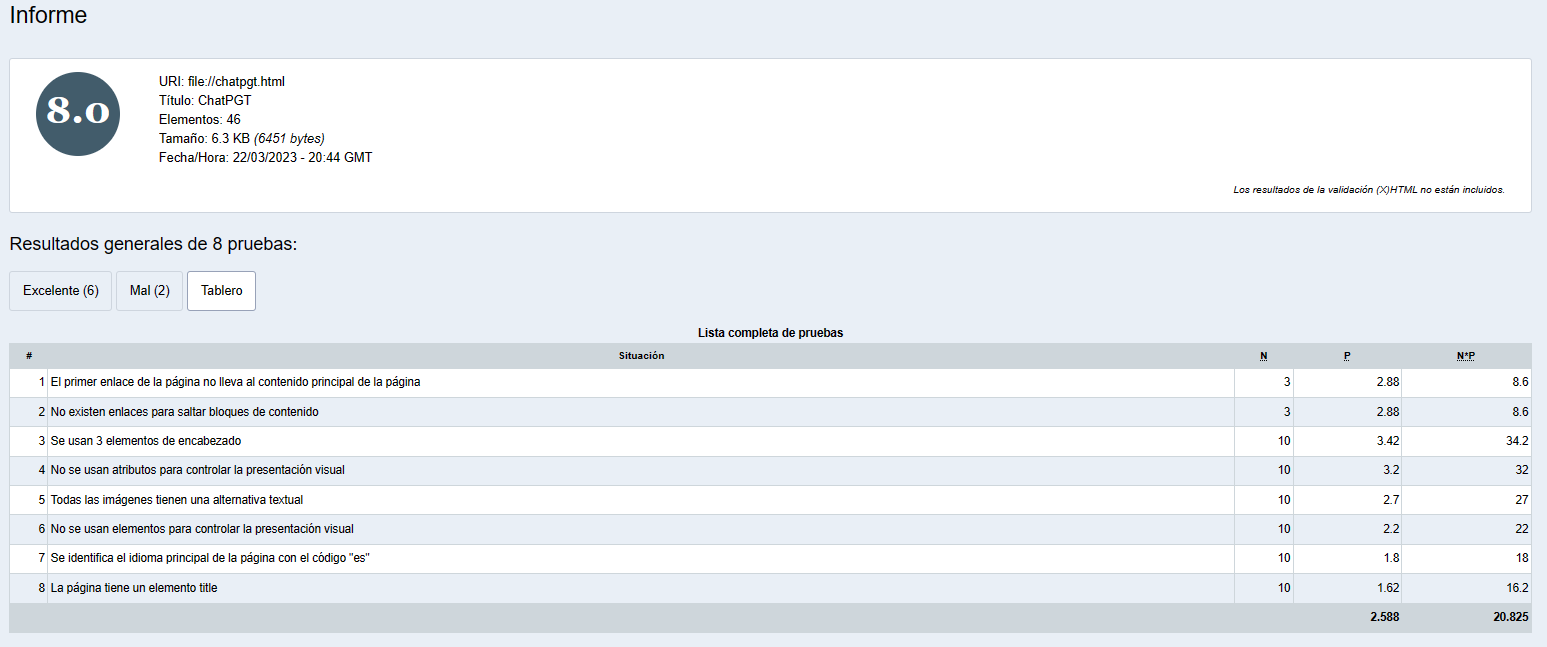 Informe
8.0
URI: file://chatpgt.html
Título: ChatPGT
Elementos: 46
Tamaño: 6.3 KB (6451 bytes)
Fecha/Hora: 22/03/2023 - 20:44 GMT
Los resultados de la validación (X)HTML no están incluidos.
Resultados generales de 8 pruebas:
Excelente (6) Mal (2) Tablero
Lista completa de pruebas
# Situación N P N*P
1 El primer enlace de la página no lleva al contenido principal de la página 3 2.88 8.6
2 No existen enlaces para saltar bloques de contenido 3 2.88 8.6
3 Se usan 3 elementos de encabezado 10 3.42 34.2
4 No se usan atributos para controlar la presentación visual 10 3.2 32
5 Todas las imágenes tienen una alternativa textual 10 2.7 27
6 No se usan elementos para controlar la presentación visual 10 2.2 22
7 Se identifica el idioma principal de la página con el código "es" 10 1.8 18
8 La página tiene un elemento title 10 1.62 16.2
2.588 20.825